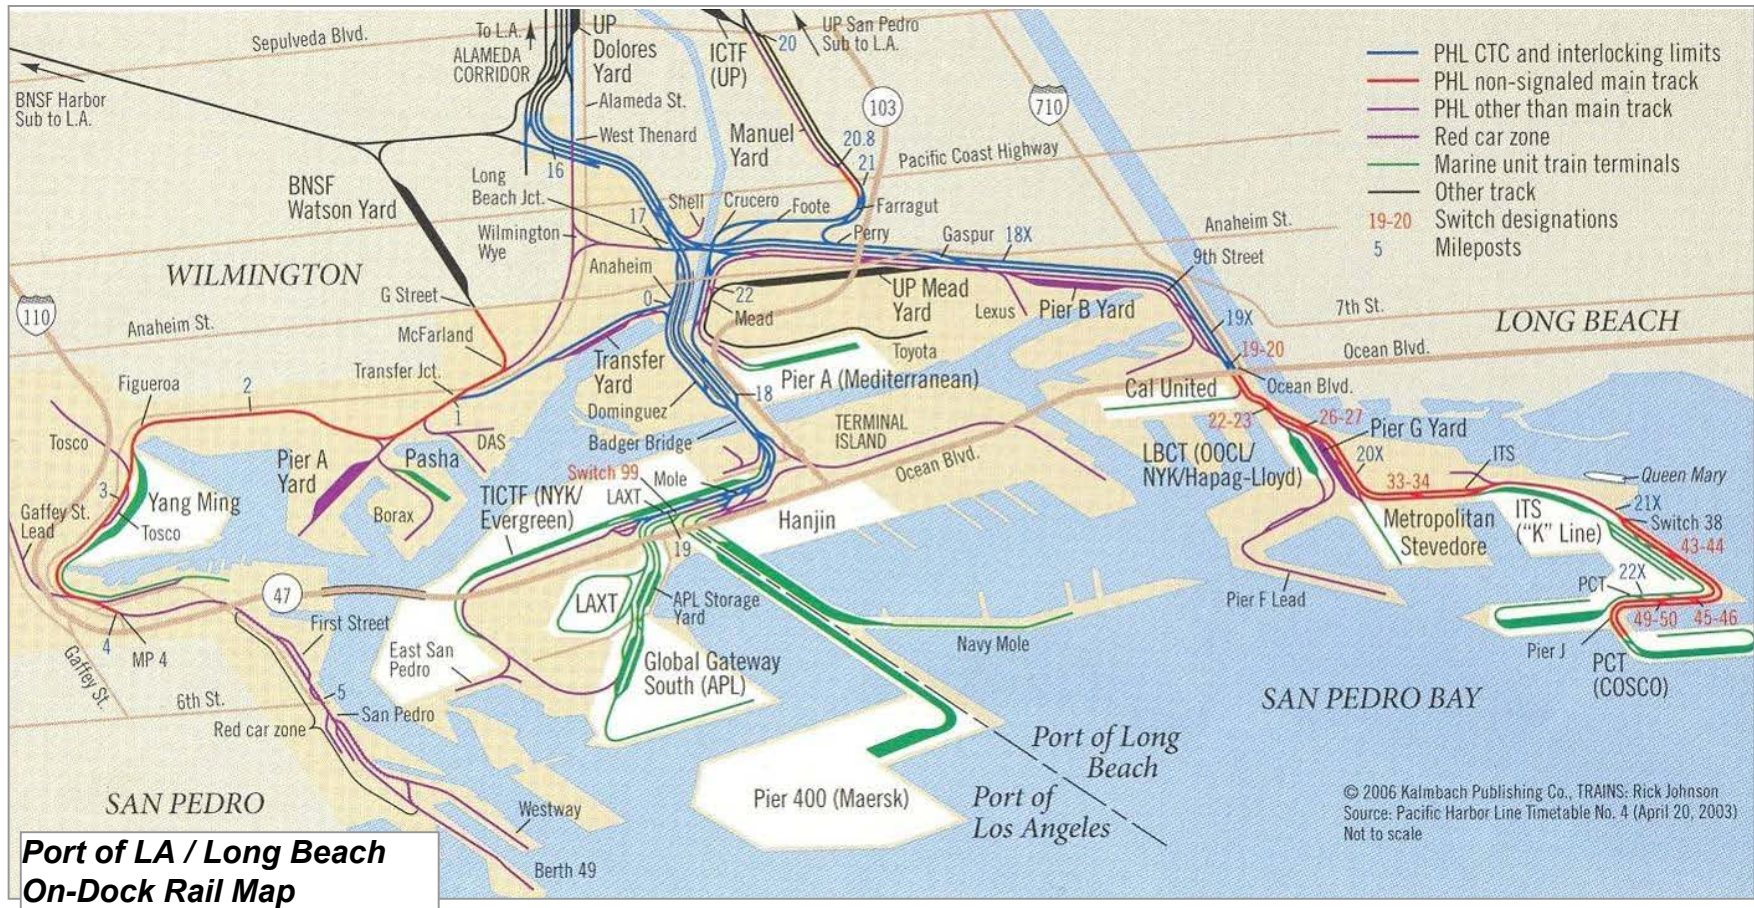 Sepulveda Blvd.
To L.A.
ALAMEDA
CORRIDOR
UP
Dolores
Yard
ICTF
(UP)
20
UP San Pedro
Sub to L.A.
BNSF Harbor
Sub to L.A.
Alameda St.
West Thenard
103
710
Manuel
Yard
20.8
21
Pacific Coast Highway
PHL CTC and interlocking limits
PHL non-signaled main track
PHL other than main track
Red car zone
Marine unit train terminals
Other track
19-20 Switch designations
5 Mileposts
16
BNSF
Watson Yard
Long
Beach Jct.
17
Shell
Crucero
Foote
Farragut
Perry
Gaspur
18X
Anaheim St.
9th Street
Wilmington
Wye
Anaheim
0
WILMINGTON
G Street
110
Anaheim St.
McFarland
22
Mead
UP Mead
Yard
Lexus
Pier B Yard
19X
7th St.
LONG BEACH
Ocean Blvd.
Toyota
19-20
Transfer Jct.
Transfer
Yard
Figueroa
2
1
Dominguez
18
Pier A (Mediterranean)
Cal United
Ocean Blvd.
Badger Bridge
TERMINAL
ISLAND
Ocean Blvd.
22-23
26-27
Pier G Yard
Tosco
DAS
Pier A
Yard
Pasha
Switch 99
Mole
LAXT
LBCT (OOCL/
NYK/Hapag-Lloyd)
20X
33-34
ITS
Queen Mary
3
Yang Ming
Gaffey St.
Lead
Tosco
Borax
TICTF (NYK/
Evergreen)
19
Hanjin
Metropolitan
Stevedore
ITS
("K" Line)
21X
Switch 38
43-44
47
LAXT
APL Storage
Yard
Pier F Lead
PCT
22X
49-50
45-46
4
MP 4
First Street
East San
Pedro
Navy Mole
Pier J
PCT
(COSCO)
Gaffey St.
6th St.
5
San Pedro
Red car zone
Global Gateway
South (APL)
SAN PEDRO BAY
Port of Long
Beach
Port of
Los Angeles
Pier 400 (Maersk)
SAN PEDRO
Westway
Berth 49
© 2006 Kalmbach Publishing Co., TRAINS: Rick Johnson
Source: Pacific Harbor Line Timetable No. 4 (April 20, 2003)
Not to scale
Port of LA / Long Beach
On-Dock Rail Map